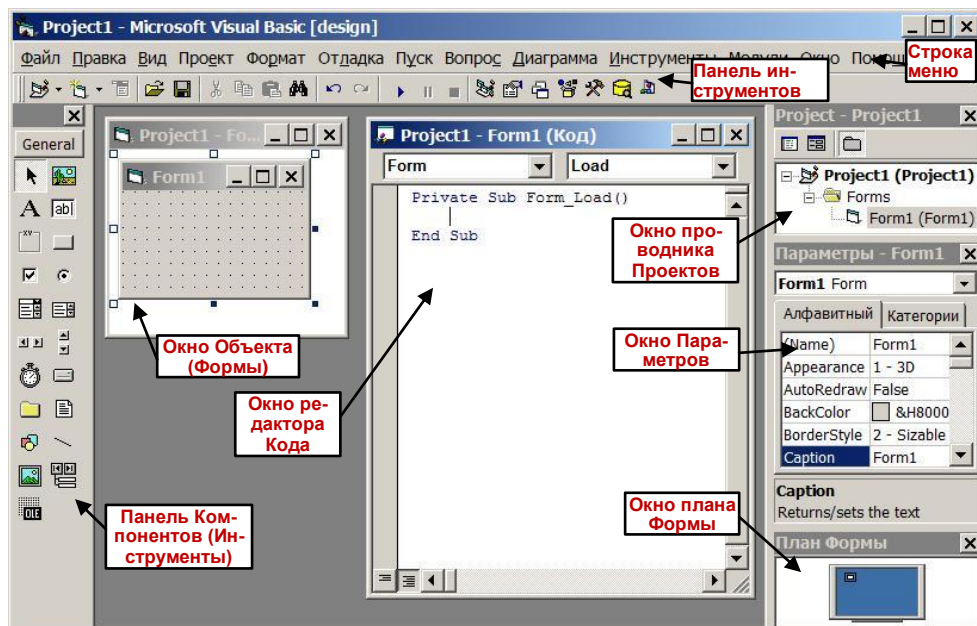 Project1 - Microsoft Visual Basic [design]
Файл Правка Вид Проект Формат Отладка Пуск Вопрос Диаграмма Инструменты
Строка
меню
Панель ин-
струментов
General
Project1 - Fo...
Form1
Project1 - Form1 (Код)
Form
Load
Private Sub Form_Load()
End Sub
Project - Project1
Project1 (Project1)
Forms
Form1 (Form1)
Окно про-
водника
Проектов
Параметры - Form1
Form1 Form
Алфавитный Категории
(Name) Form1
Appearance 1 - 3D
AutoRedraw False
BackColor &H8000
BorderStyle 2 - Sizable
Caption Form1
Caption
Returns/sets the text
План Формы
Окно Объекта
(Формы)
Окно ре-
дактора
Кода
Окно Пара-
метров
Окно плана
Формы
Панель Ком-
понентов (Ин-
струменты)
A
ab
XY
OLE